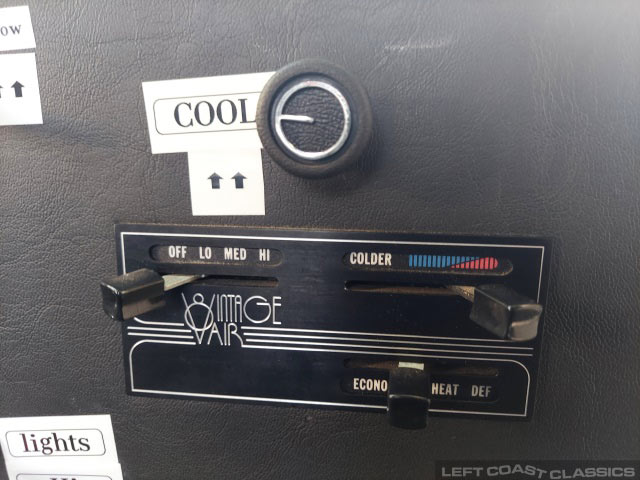 ow
COOL
OFF LO MED HI
COLDER
VINTAGE
AIR
ECONO HEAT DEF
lights
LEFT COAST CLASSICS